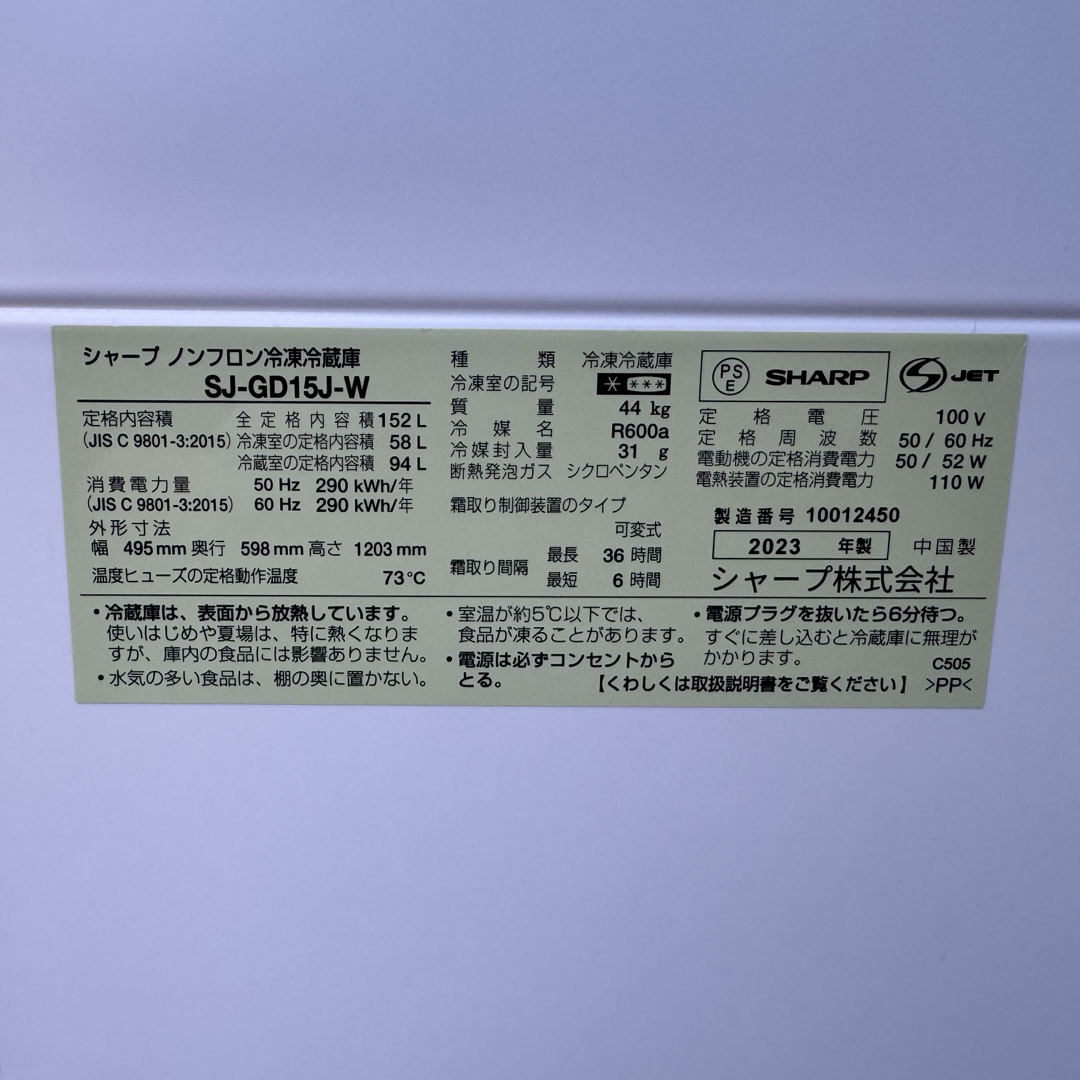 シャープ ノンフロン冷凍冷蔵庫
SJ-GD15J-W
定格内容積 全定格内容積 152 L
(JIS C 9801-3:2015) 冷凍室の定格内容積 58 L
冷蔵室の定格内容積 94 L
消費電力量 50 Hz 290 kWh/年
(JIS C 9801-3:2015) 60 Hz 290 kWh/年
外形寸法
幅 495 mm 奥行 598 mm 高さ 1203 mm
温度ヒューズの定格動作温度 73℃
種類 冷凍冷蔵庫
冷凍室の記号 * ***
質量 44 kg
冷媒名 R600a
冷媒封入量 31 g
断熱発泡ガス シクロペンタン
霜取り制御装置のタイプ
可変式
霜取り間隔 最長 36 時間
最短 6 時間
PS E SHARP S JET
定格電圧 100 V
定格周波数 50 / 60 Hz
電動機の定格消費電力 50 / 52 W
電熱装置の定格消費電力 110 W
製造番号 10012450
2023 年製 中国製
シャープ株式会社
•冷蔵庫は、表面から放熱しています。
使いはじめや夏場は、特に熱くなりま
すが、庫内の食品には影響ありません。
•水気の多い食品は、棚の奥に置かない。
•室温が約5℃以下では、
食品が凍ることがあります。
•電源は必ずコンセントから
とる。
•電源プラグを抜いたら6分待つ。
すぐに差し込むと冷蔵庫に無理が
かかります。 C505
【くわしくは取扱説明書をご覧ください】 >PP<